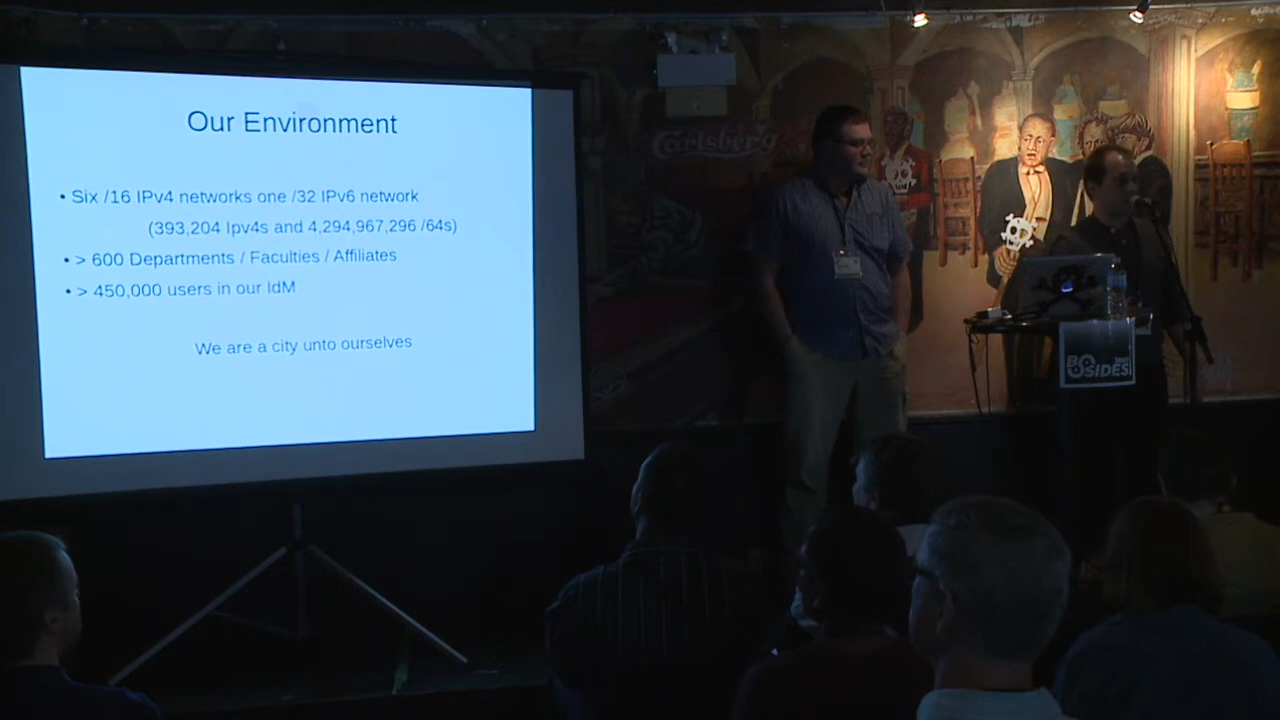 Our Environment
• Six /16 IPv4 networks one /32 IPv6 network
(393,204 Ipv4s and 4,294,967,296 /64s)
• > 600 Departments / Faculties / Affiliates
• > 450,000 users in our IdM
We are a city unto ourselves
Carlsberg
BSIDES